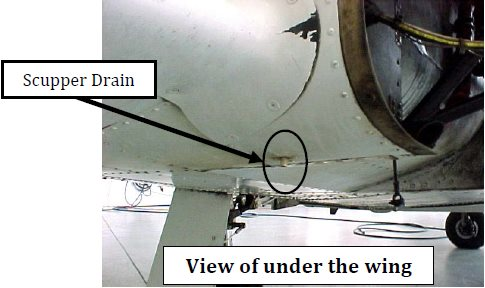 Scupper Drain
View of under the wing